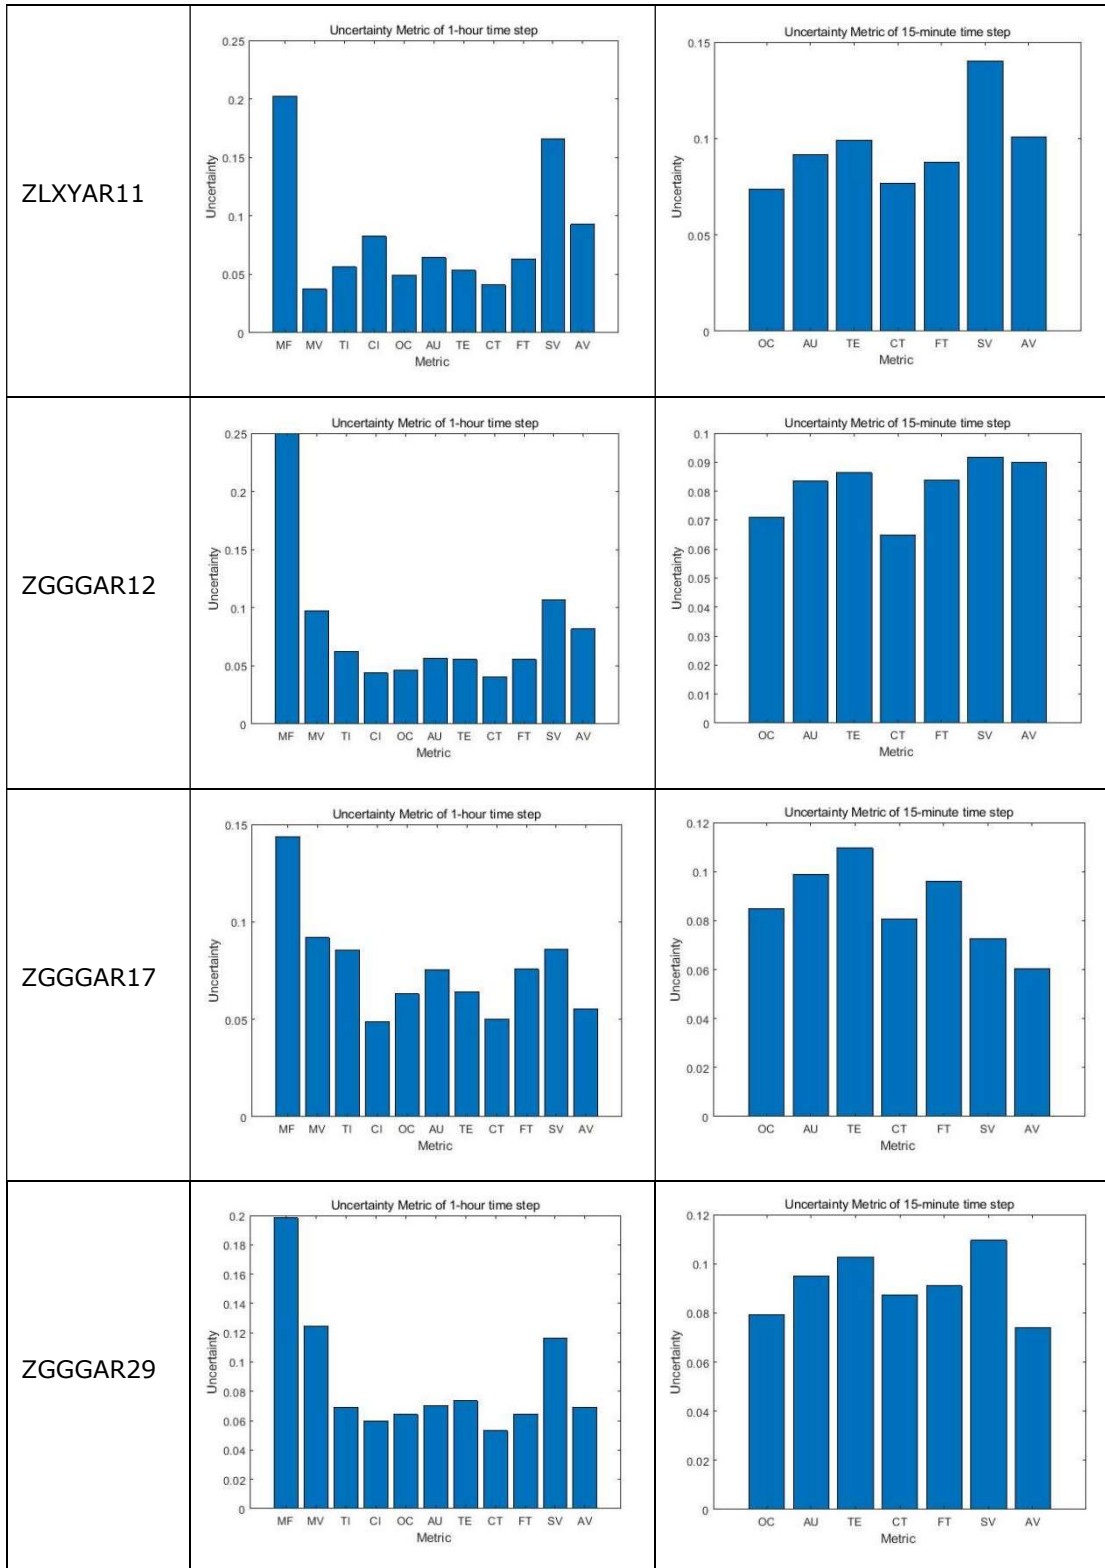 ZLXYAR11
Uncertainty Metric of 1-hour time step
0.25
0.2
0.15
0.1
0.05
0
Uncertainty
MF MV TI CI OC AU TE CT FT SV AV
Metric
Uncertainty Metric of 15-minute time step
0.15
0.1
0.05
0
Uncertainty
OC AU TE CT FT SV AV
Metric
ZGGGAR12
Uncertainty Metric of 1-hour time step
0.25
0.2
0.15
0.1
0.05
0
Uncertainty
MF MV TI CI OC AU TE CT FT SV AV
Metric
Uncertainty Metric of 15-minute time step
0.1
0.09
0.08
0.07
0.06
0.05
0.04
0.03
0.02
0.01
0
Uncertainty
OC AU TE CT FT SV AV
Metric
ZGGGAR17
Uncertainty Metric of 1-hour time step
0.15
0.1
0.05
0
Uncertainty
MF MV TI CI OC AU TE CT FT SV AV
Metric
Uncertainty Metric of 15-minute time step
0.12
0.1
0.08
0.06
0.04
0.02
0
Uncertainty
OC AU TE CT FT SV AV
Metric
ZGGGAR29
Uncertainty Metric of 1-hour time step
0.2
0.18
0.16
0.14
0.12
0.1
0.08
0.06
0.04
0.02
0
Uncertainty
MF MV TI CI OC AU TE CT FT SV AV
Metric
Uncertainty Metric of 15-minute time step
0.12
0.1
0.08
0.06
0.04
0.02
0
Uncertainty
OC AU TE CT FT SV AV
Metric